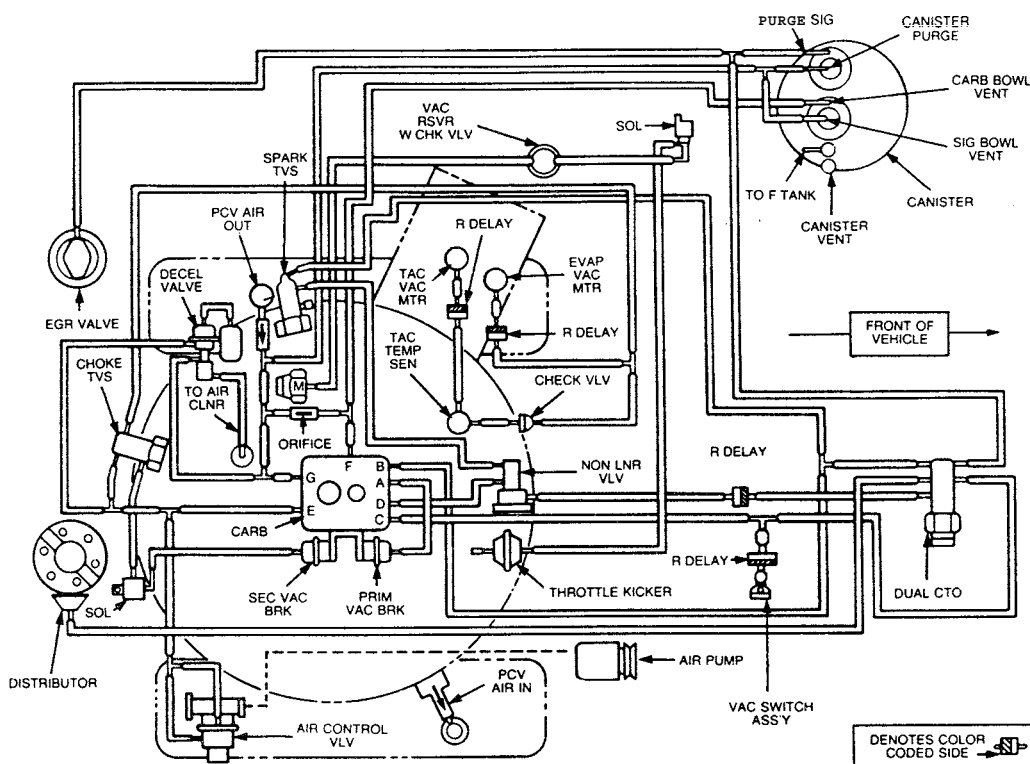 PURGE SIG
CANISTER
PURGE
CARB BOWL
VENT
SIG BOWL
VENT
TO F TANK
CANISTER
CANISTER
VENT
VAC
RSVR
W CHK VLV
SOL
SPARK
TVS
PCV AIR
OUT
R DELAY
TAC
VAC
MTR
EVAP
VAC
MTR
DECEL
VALVE
EGR VALVE
R DELAY
FRONT OF
VEHICLE
CHOKE
TVS
TAC
TEMP
SEN
CHECK VLV
M
TO AIR
CLNR
ORIFICE
R DELAY
NON LNR
VLV
F
B
G
A
D
E
C
CARB
R DELAY
THROTTLE KICKER
DUAL CTO
SOL
SEC VAC
BRK
PRIM
VAC BRK
DISTRIBUTOR
AIR PUMP
PCV
AIR IN
VAC SWITCH
ASS'Y
AIR CONTROL
VLV
DENOTES COLOR
CODED SIDE